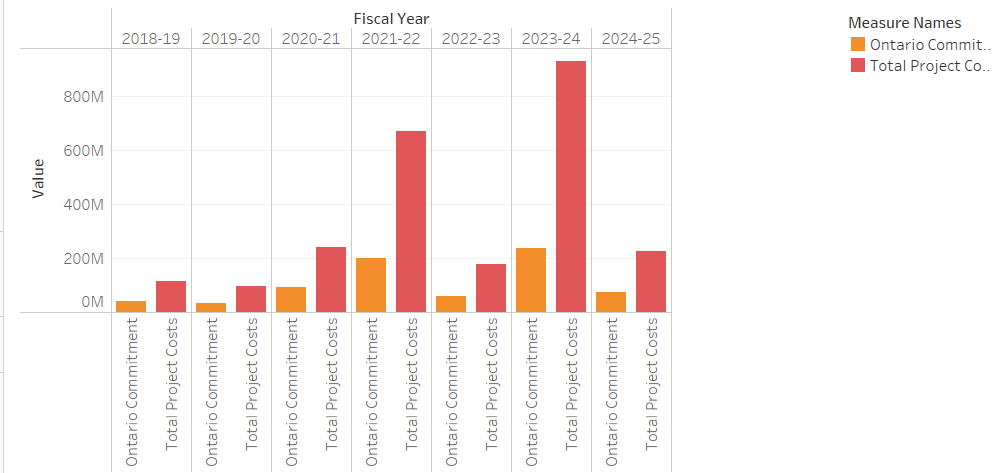 Fiscal Year
2018-19 2019-20 2020-21 2021-22 2022-23 2023-24 2024-25
Value
800M
600M
400M
200M
0M
Ontario Commitment
Total Project Costs
Ontario Commitment
Total Project Costs
Ontario Commitment
Total Project Costs
Ontario Commitment
Total Project Costs
Ontario Commitment
Total Project Costs
Ontario Commitment
Total Project Costs
Ontario Commitment
Total Project Costs
Measure Names
Ontario Commit..
Total Project Co..